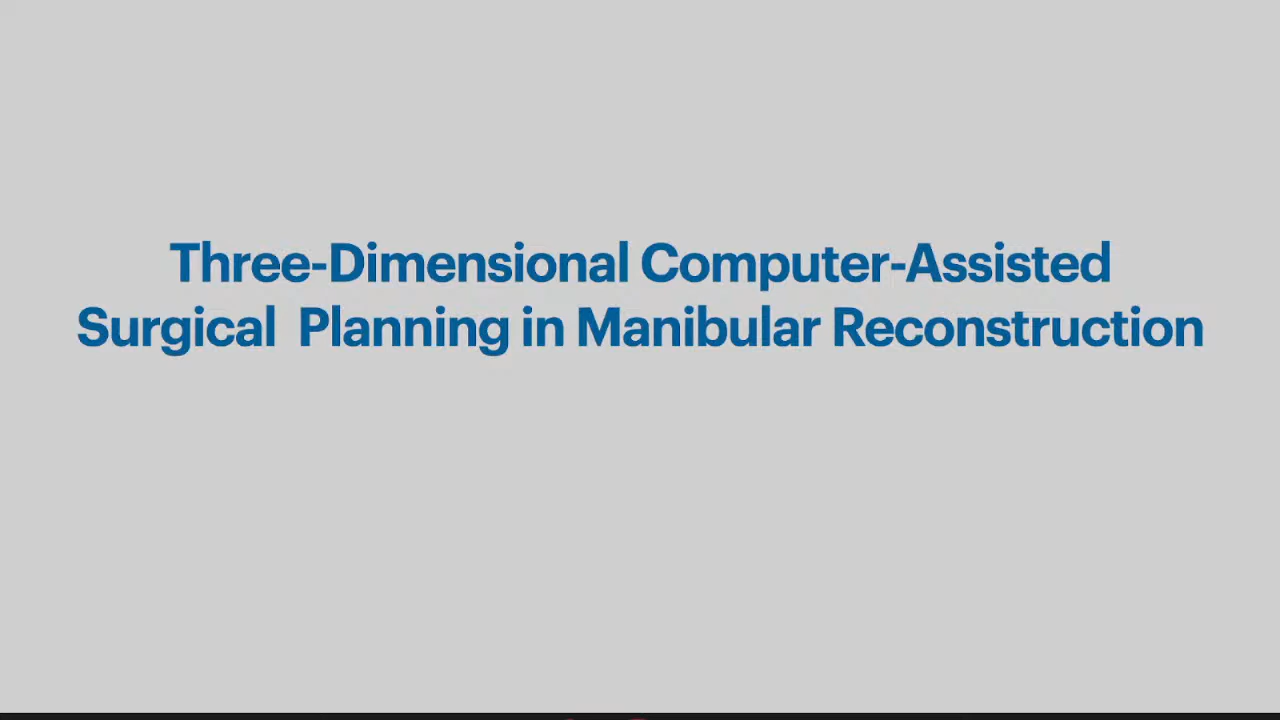 Three-Dimensional Computer-Assisted
Surgical  Planning in Manibular Reconstruction